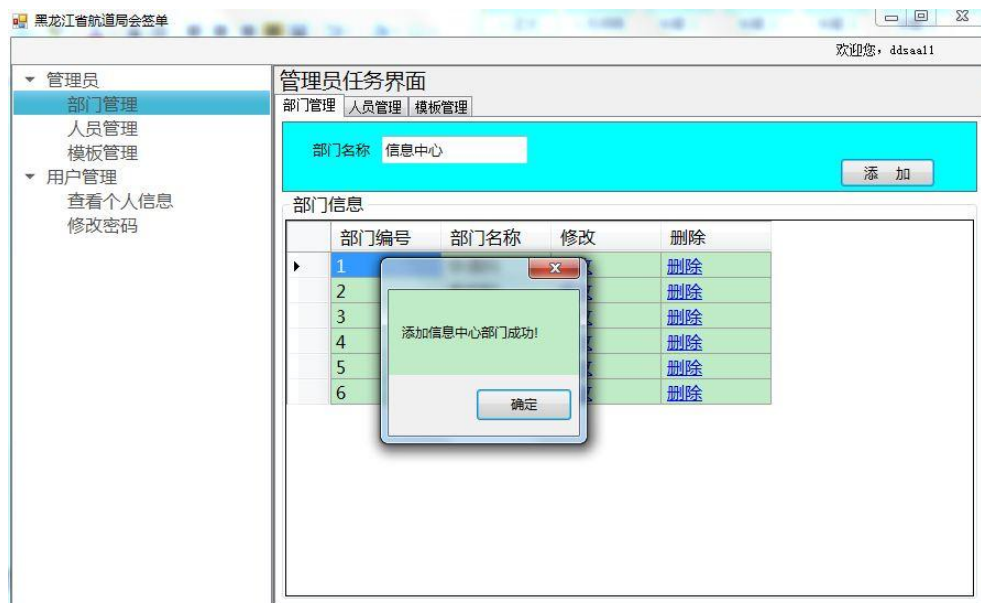 黑龙江省航道局会签单
欢迎您，ddsaall
管理员
部门管理
人员管理
模板管理
用户管理
查看个人信息
修改密码
管理员任务界面
部门管理 人员管理 模板管理
部门名称 信息中心
添 加
部门信息
部门编号 部门名称 修改 删除
1 删除
2 删除
3 删除
4 删除
5 删除
6 删除
添加信息中心部门成功!
确定